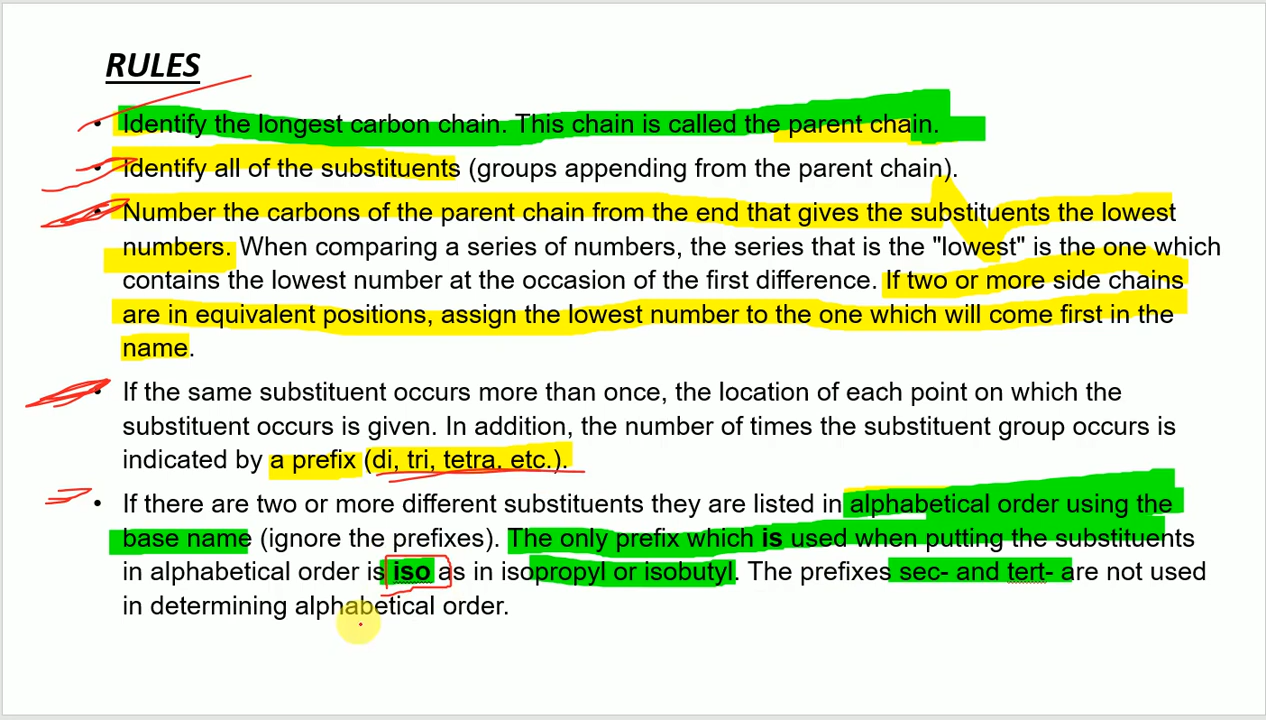 RULES
• Identify the longest carbon chain. This chain is called the parent chain.
• Identify all of the substituents (groups appending from the parent chain).
• Number the carbons of the parent chain from the end that gives the substituents the lowest
numbers. When comparing a series of numbers, the series that is the "lowest" is the one which
contains the lowest number at the occasion of the first difference. If two or more side chains
are in equivalent positions, assign the lowest number to the one which will come first in the
name.
• If the same substituent occurs more than once, the location of each point on which the
substituent occurs is given. In addition, the number of times the substituent group occurs is
indicated by a prefix (di, tri, tetra. etc.).
• If there are two or more different substituents they are listed in alphabetical order using the
base name (ignore the prefixes). The only prefix which is used when putting the substituents
in alphabetical order is iso as in isopropyl or isobutyl. The prefixes sec- and tert- are not used
in determining alphabetical order.